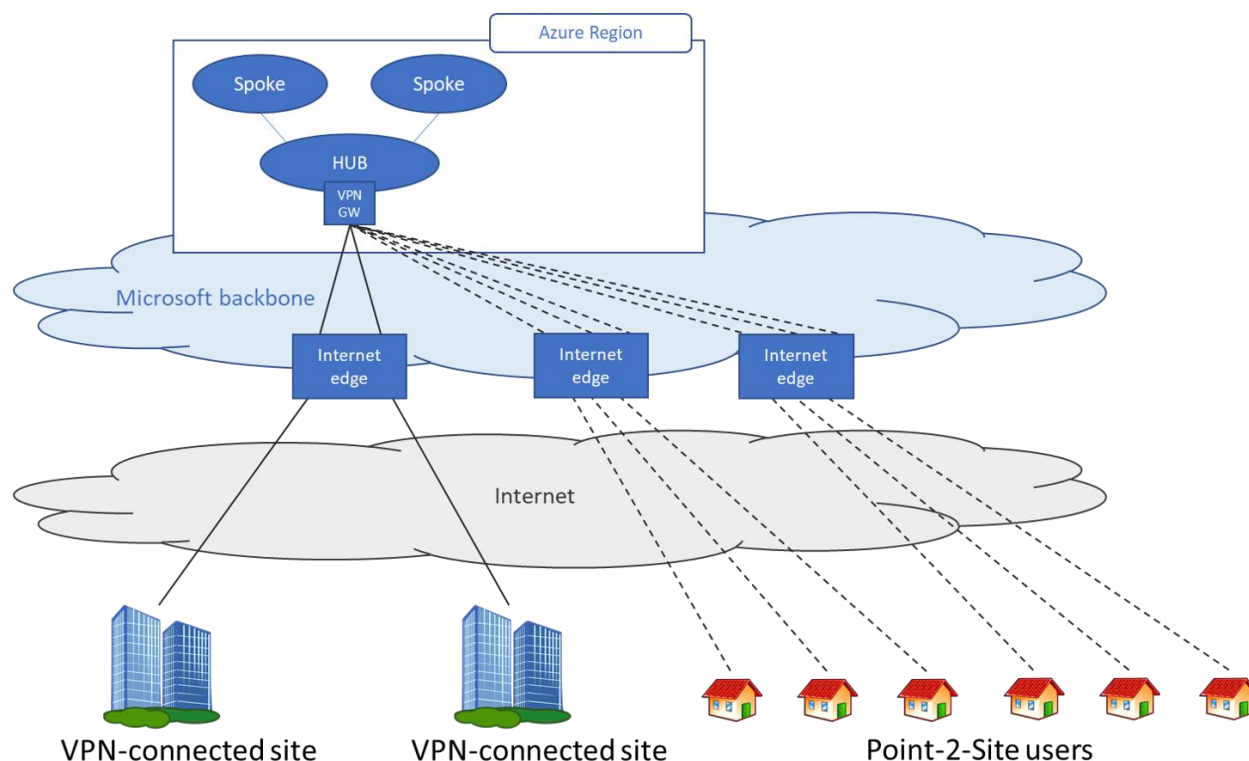 Azure Region
Spoke
Spoke
HUB
VPN
GW
Microsoft backbone
Internet
edge
Internet
edge
Internet
edge
Internet
VPN-connected site
VPN-connected site
Point-2-Site users